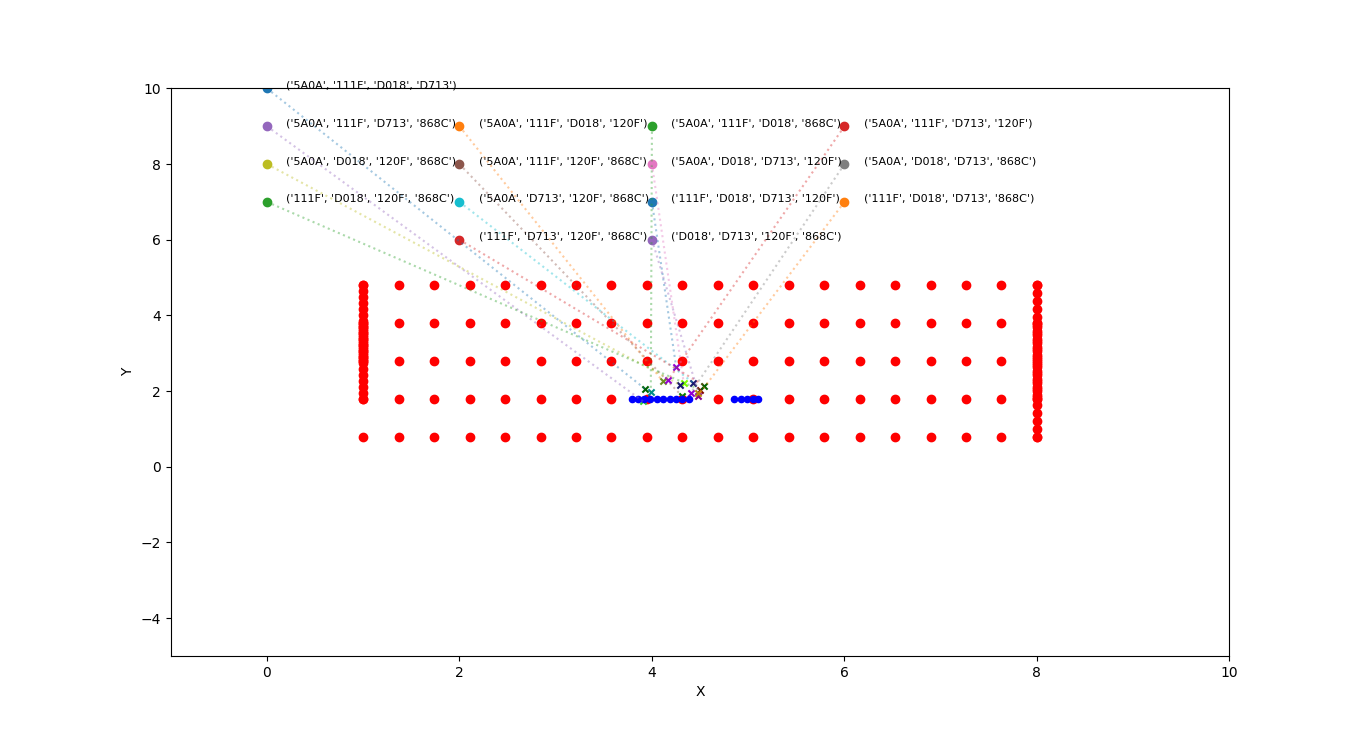 10
('5A0A', '111F', 'D018', 'D713')
('5A0A', '111F', 'D713', '868C') ('5A0A', '111F', 'D018', '120F') ('5A0A', '111F', 'D018', '868C') ('5A0A', '111F', 'D713', '120F')
8
('5A0A', 'D018', '120F', '868C') ('5A0A', '111F', '120F', '868C') ('5A0A', 'D018', 'D713', '120F') ('5A0A', 'D018', 'D713', '868C')
('111F', 'D018', '120F', '868C') ('5A0A', 'D713', '120F', '868C') ('111F', 'D018', 'D713', '120F') ('111F', 'D018', 'D713', '868C')
6
('111F', 'D713', '120F', '868C') ('D018', 'D713', '120F', '868C')
4
Y
2
0
−2
−4
0 2 4 6 8 10
X